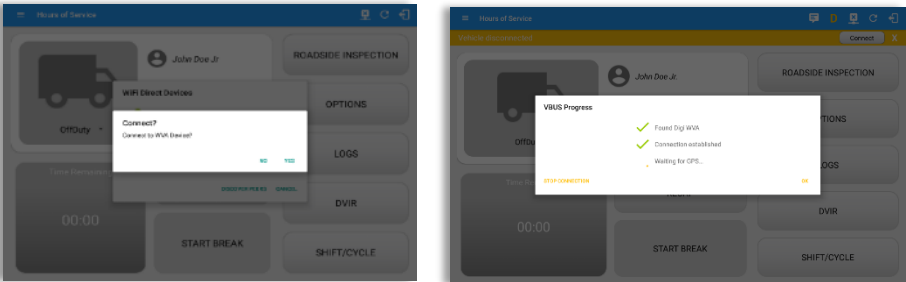 Hours of Service
John Doe Jr
ROADSIDE INSPECTION
WiFi Direct Devices
OPTIONS
Connect?
Connect to WVA Device?
OffDuty
NO YES
LOGS
Time Remaining
CANCEL
DVIR
00:00
START BREAK
SHIFT/CYCLE
Hours of Service
D
Vehicle disconnected
Connect X
John Doe Jr.
ROADSIDE INSPECTION
VBUS Progress
Found Digi WVA
Connection established
Waiting for GPS...
STOP CONNECTION
OK
DVIR
00:00
START BREAK
SHIFT/CYCLE